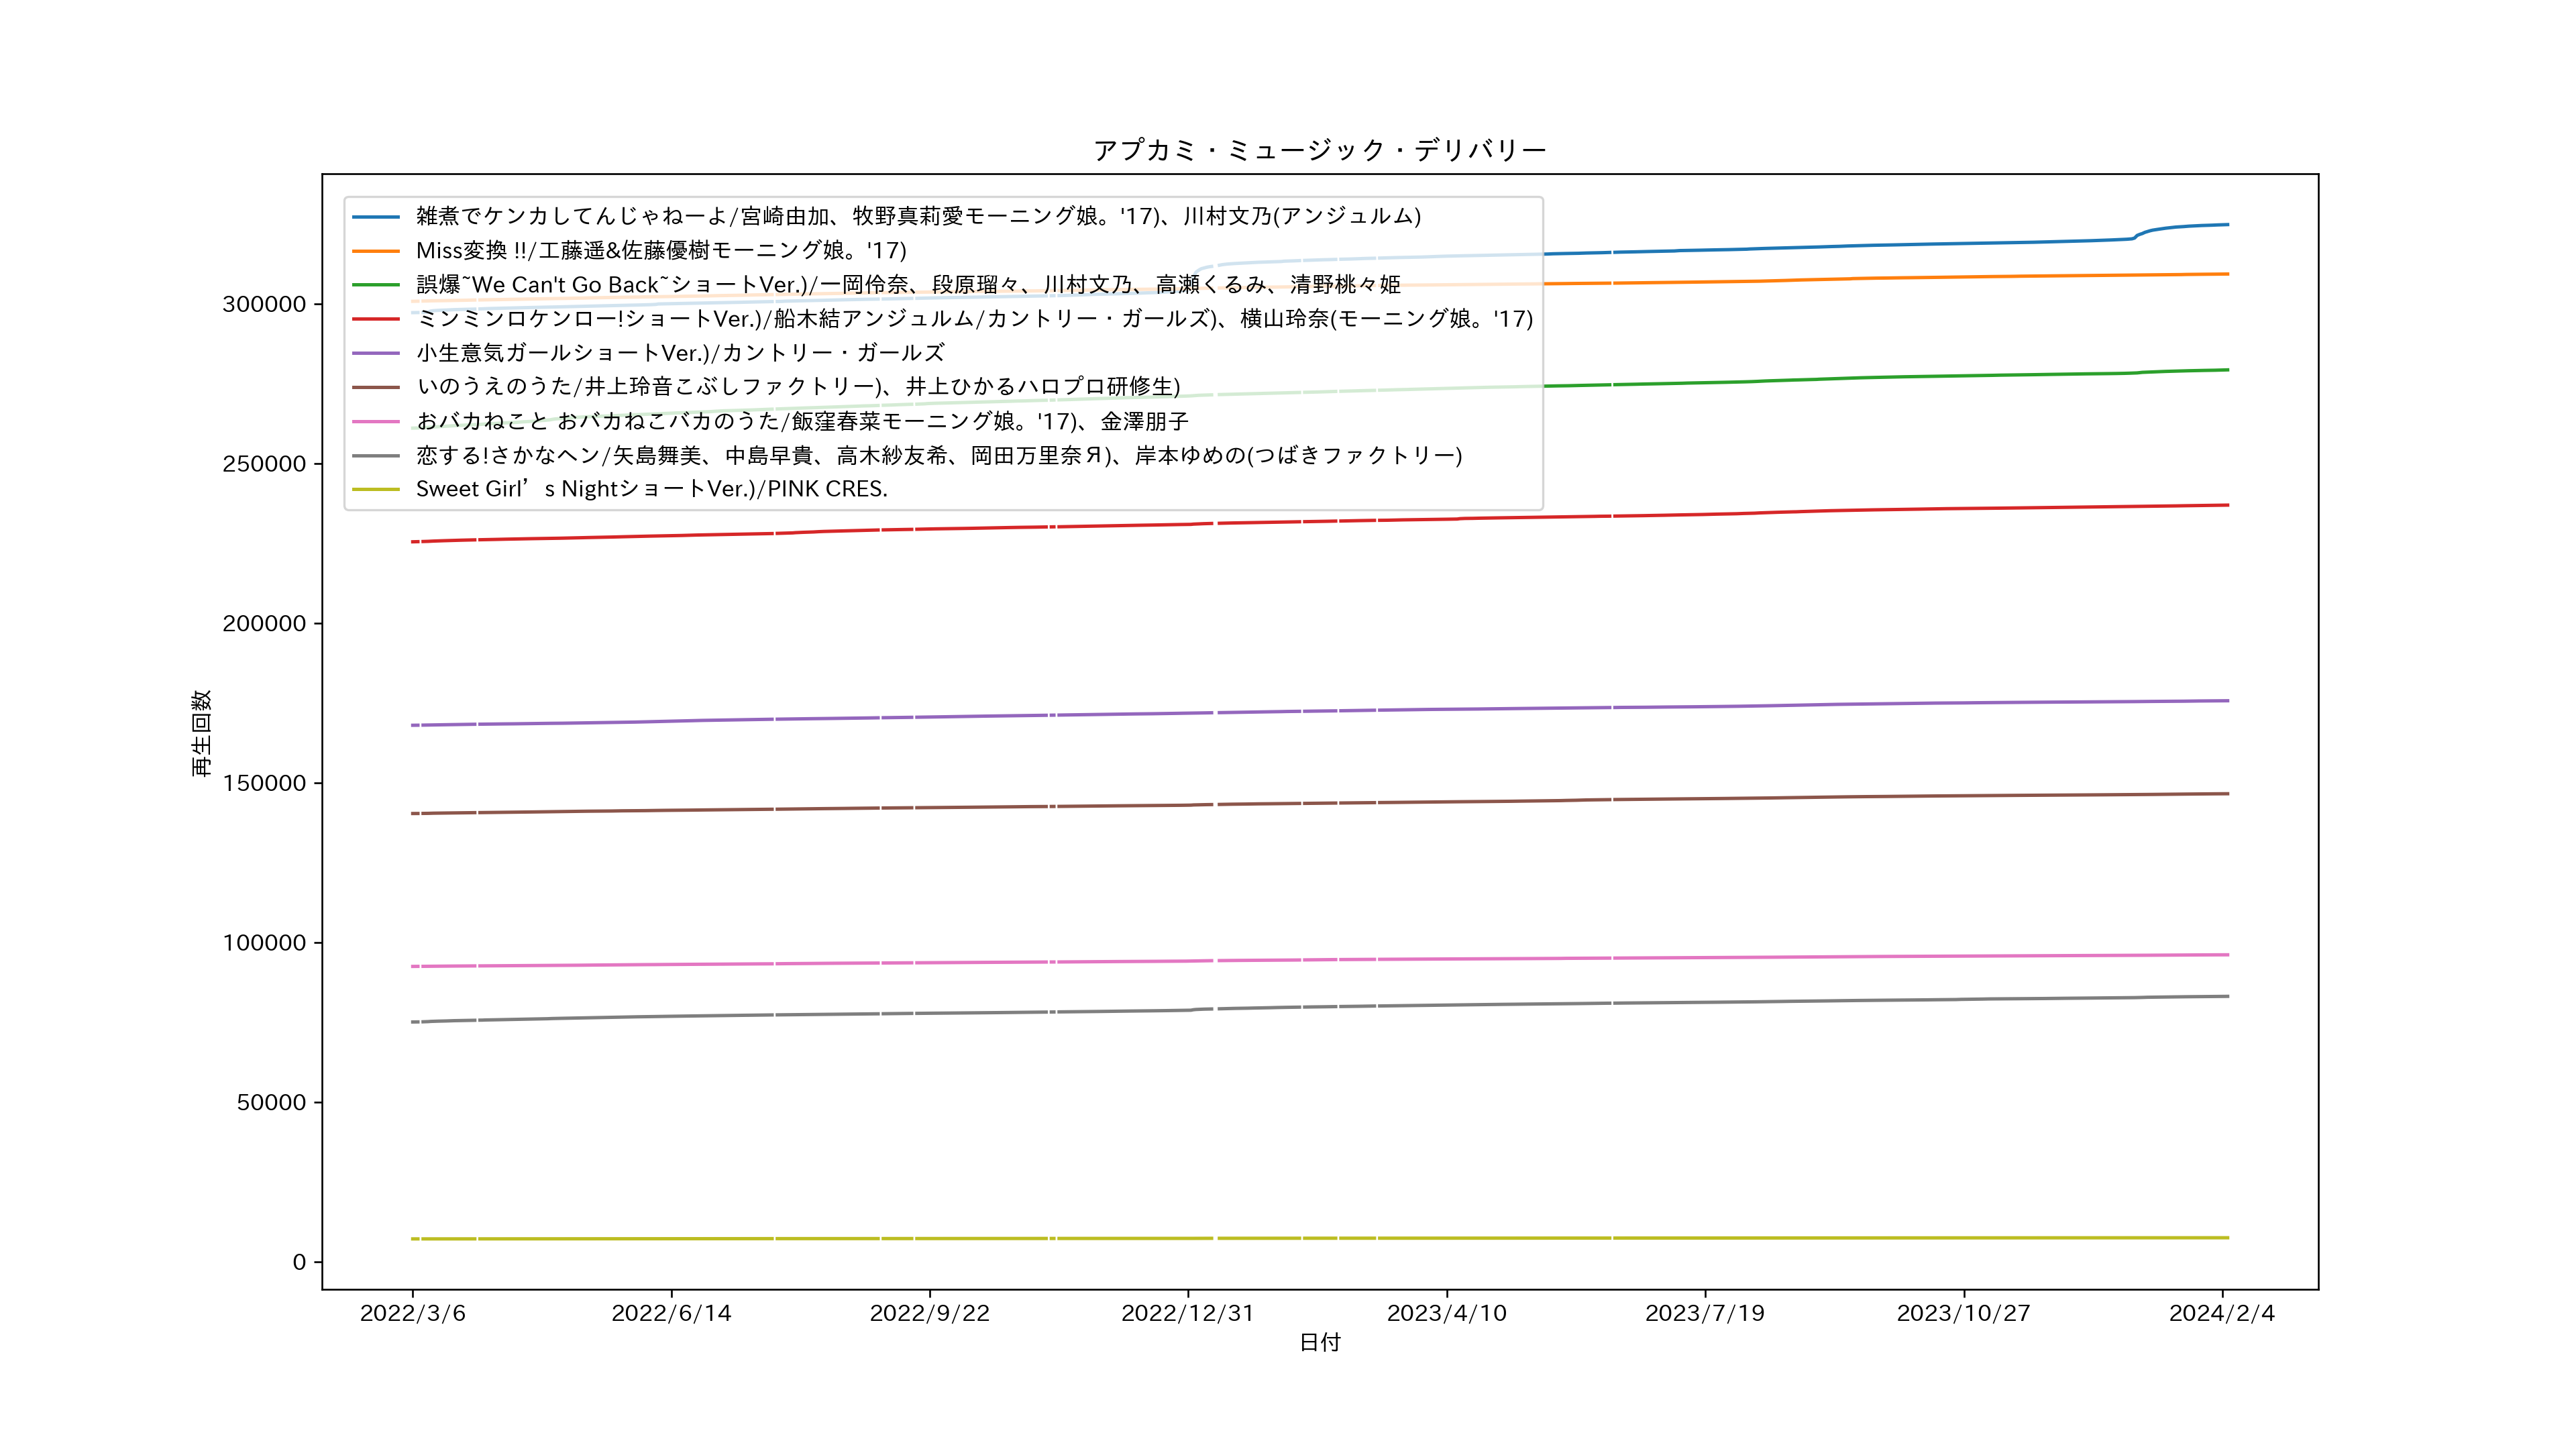 アプカミ・ミュージック・デリバリー
雑煮でケンカしてんじゃねーよ/宮崎由加、牧野真莉愛モーニング娘。'17)、川村文乃(アンジュルム)
Miss変換 !!/工藤遥&佐藤優樹モーニング娘。'17)
誤爆~We Can't Go Back~ショートVer.)/一岡伶奈、段原瑠々、川村文乃、高瀬くるみ、清野桃々姫
ミンミンロケンロー!ショートVer.)/船木結アンジュルム/カントリー・ガールズ)、横山玲奈(モーニング娘。'17)
小生意気ガールショートVer.)/カントリー・ガールズ
いのうえのうた/井上玲音こぶしファクトリー)、井上ひかるハロプロ研修生)
おバカねこと おバカねこバカのうた/飯窪春菜モーニング娘。'17)、金澤朋子
恋する!さかなヘン/矢島舞美、中島早貴、高木紗友希、岡田万里奈Я)、岸本ゆめの(つばきファクトリー)
Sweet Girl’s NightショートVer.)/PINK CRES.
再生回数
300000
250000
200000
150000
100000
50000
0
2022/3/6 2022/6/14 2022/9/22 2022/12/31 2023/4/10 2023/7/19 2023/10/27 2024/2/4
日付